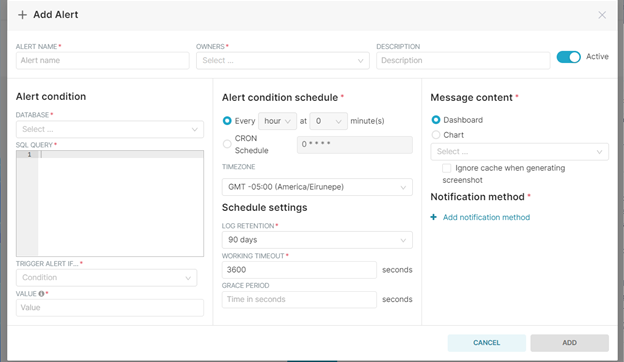 + Add Alert
ALERT NAME *
Alert name
OWNERS *
Select ...
DESCRIPTION
Description
Active
Alert condition
DATABASE *
Select ...
SQL QUERY *
1
TRIGGER ALERT IF... *
Condition
VALUE *
Value
Alert condition schedule *
Every hour at 0 minute(s)
CRON
Schedule
0 * * * *
TIMEZONE
GMT -05:00 (America/Eirunepe)
Schedule settings
LOG RETENTION *
90 days
WORKING TIMEOUT *
3600 seconds
GRACE PERIOD
Time in seconds seconds
Message content *
Dashboard
Chart
Select ...
Ignore cache when generating
screenshot
Notification method *
+ Add notification method
CANCEL
ADD